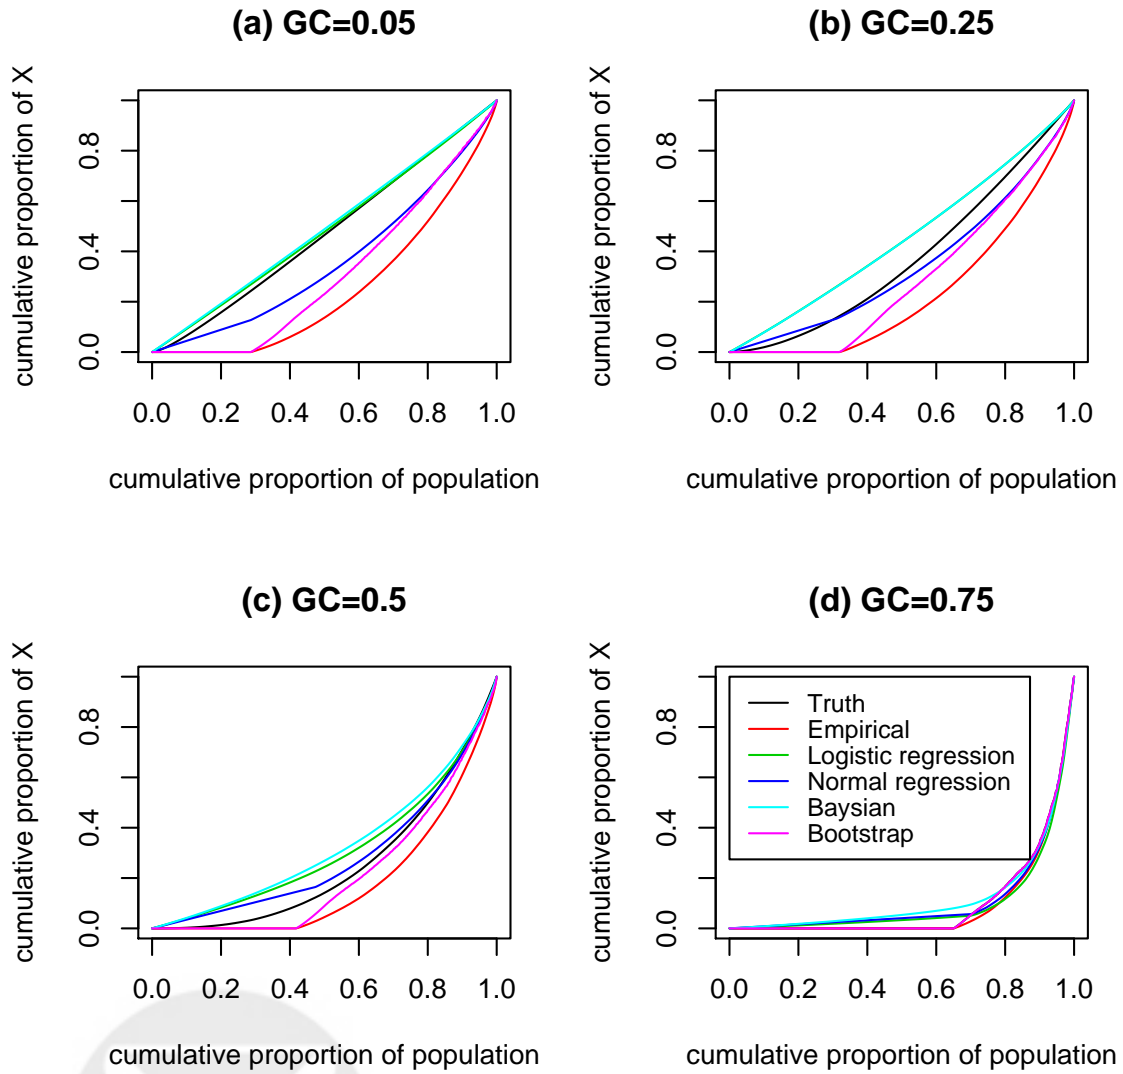 (a) GC=0.05
cumulative proportion of X
0.0 0.4 0.8
0.0 0.2 0.4 0.6 0.8 1.0
cumulative proportion of population
(b) GC=0.25
cumulative proportion of X
0.0 0.4 0.8
0.0 0.2 0.4 0.6 0.8 1.0
cumulative proportion of population
(c) GC=0.5
cumulative proportion of X
0.0 0.4 0.8
0.0 0.2 0.4 0.6 0.8 1.0
cumulative proportion of population
(d) GC=0.75
cumulative proportion of X
0.0 0.4 0.8
Truth
Empirical
Logistic regression
Normal regression
Baysian
Bootstrap
0.0 0.2 0.4 0.6 0.8 1.0
cumulative proportion of population